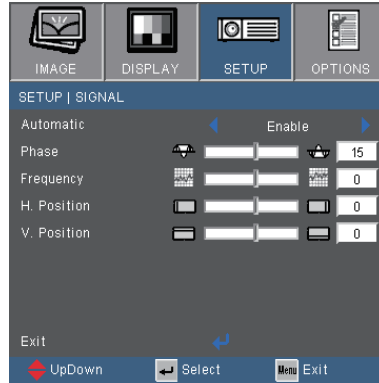 IMAGE DISPLAY SETUP OPTIONS
SETUP | SIGNAL
Automatic Enable
Phase 15
Frequency 0
H. Position 0
V. Position 0
Exit
UpDown Select Menu Exit